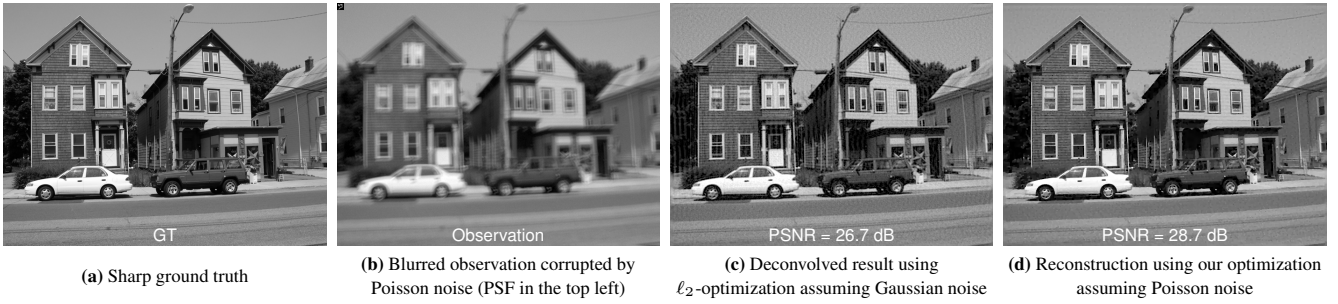 GT
Observation
PSNR = 26.7 dB
PSNR = 28.7 dB
(a) Sharp ground truth
(b) Blurred observation corrupted by
Poisson noise (PSF in the top left)
(c) Deconvolved result using
ℓ2-optimization assuming Gaussian noise
(d) Reconstruction using our optimization
assuming Poisson noise